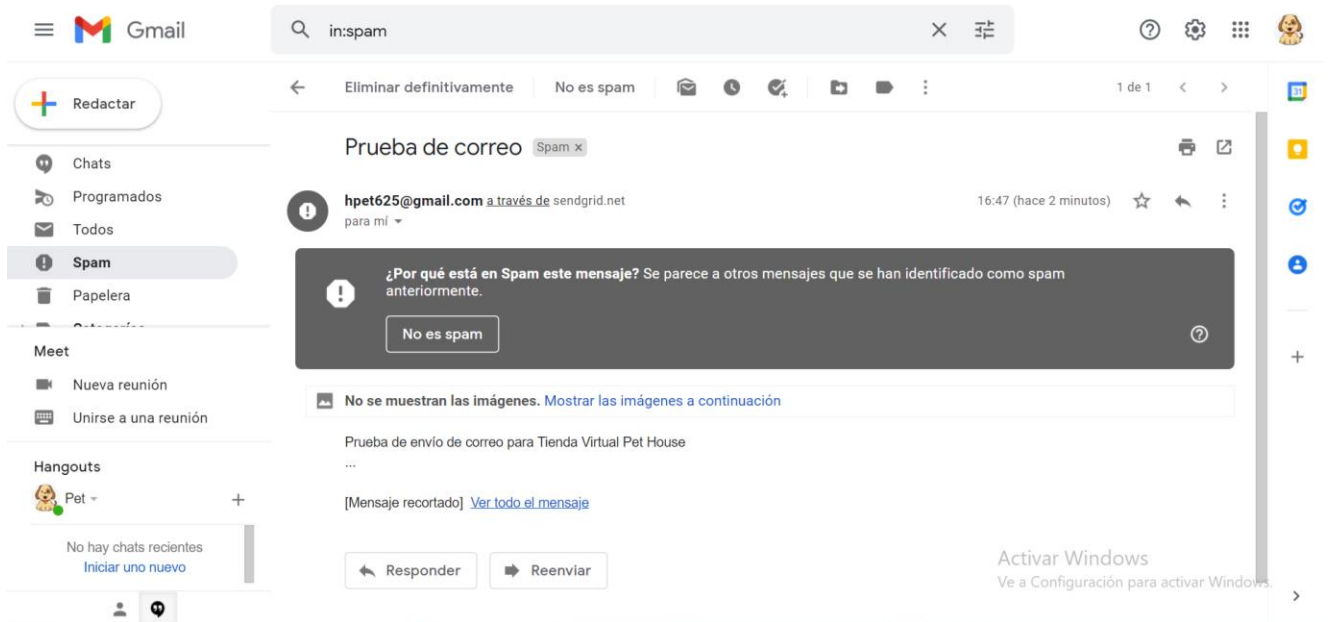 Gmail
in:spam
Redactar
Eliminar definitivamente
No es spam
1 de 1
31
Chats
Programados
Todos
Spam
Papelera
Categorías
Prueba de correo Spam x
hpet625@gmail.com a través de sendgrid.net
16:47 (hace 2 minutos)
para mí
¿Por qué está en Spam este mensaje? Se parece a otros mensajes que se han identificado como spam
anteriormente.
No es spam
Meet
Nueva reunión
Unirse a una reunión
No se muestran las imágenes. Mostrar las imágenes a continuación
Prueba de envío de correo para Tienda Virtual Pet House
...
[Mensaje recortado] Ver todo el mensaje
Hangouts
Pet
No hay chats recientes
Iniciar uno nuevo
Responder
Reenviar
Activar Windows
Ve a Configuración para activar Windows.